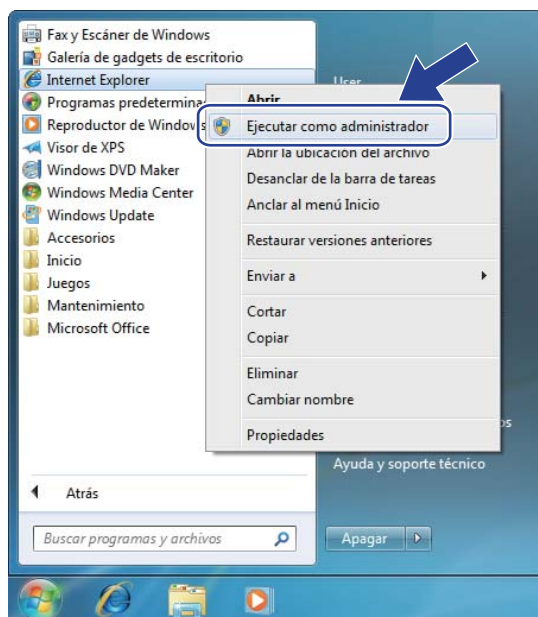 Fax y Escáner de Windows
Galería de gadgets de escritorio
Internet Explorer
User
Programas
Abrir
Reproductor de Windows
Ejecutar como administrador
Visor de XPS
Abrir la ubicación del archivo
Windows DVD Maker
Desanclar de la barra de tareas
Windows Media Center
Anclar al menú Inicio
Windows Update
Accesorios
Restaurar versiones anteriores
Inicio
Juegos
Enviar a
Mantenimiento
Cortar
Microsoft Office
Copiar
Eliminar
Cambiar nombre
Propiedades
Ayuda y soporte técnico
Atrás
Buscar programas y archivos
Apagar